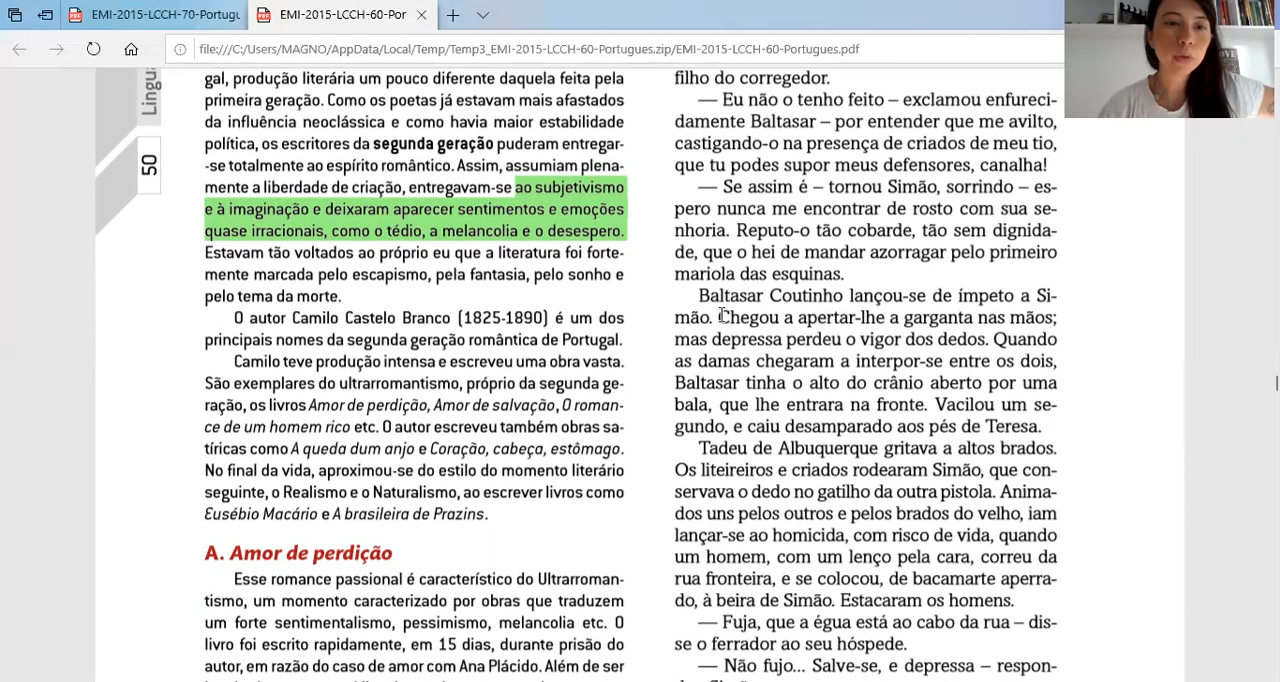 EMI-2015-LCCH-70-Portugu
EMI-2015-LCCH-60-Por
file:///C:/Users/MAGNO/AppData/Local/Temp/Temp3_EMI-2015-LCCH-60-Portugues.zip/EMI-2015-LCCH-60-Portugues.pdf
50
gal, produção literária um pouco diferente daquela feita pela
primeira geração. Como os poetas já estavam mais afastados
da influência neoclássica e como havia maior estabilidade
política, os escritores da segunda geração puderam entregar-
-se totalmente ao espírito romântico. Assim, assumiam plena-
mente a liberdade de criação, entregavam-se ao subjetivismo
e à imaginação e deixaram aparecer sentimentos e emoções
quase irracionais, como o tédio, a melancolia e o desespero.
Estavam tão voltados ao próprio eu que a literatura foi forte-
mente marcada pelo escapismo, pela fantasia, pelo sonho e
pelo tema da morte.
O autor Camilo Castelo Branco (1825-1890) é um dos
principais nomes da segunda geração romântica de Portugal.
Camilo teve produção intensa e escreveu uma obra vasta.
São exemplares do ultrarromantismo, próprio da segunda ge-
ração, os livros Amor de perdição, Amor de salvação, O roman-
ce de um homem rico etc. O autor escreveu também obras sa-
tíricas como A queda dum anjo e Coração, cabeça, estômago.
No final da vida, aproximou-se do estilo do momento literário
seguinte, o Realismo e o Naturalismo, ao escrever livros como
Eusébio Macário e A brasileira de Prazins.
A. Amor de perdição
Esse romance passional é característico do Ultrarroman-
tismo, um momento caracterizado por obras que traduzem
um forte sentimentalismo, pessimismo, melancolia etc. O
livro foi escrito rapidamente, em 15 dias, durante prisão do
autor, em razão do caso de amor com Ana Plácido. Além de ser
filho do corregedor.
— Eu não o tenho feito – exclamou enfureci-
damente Baltasar – por entender que me avilto,
castigando-o na presença de criados de meu tio,
que tu podes supor meus defensores, canalha!
— Se assim é – tornou Simão, sorrindo – es-
pero nunca me encontrar de rosto com sua se-
nhoria. Reputo-o tão cobarde, tão sem dignida-
de, que o hei de mandar azorragar pelo primeiro
mariola das esquinas.
Baltasar Coutinho lançou-se de ímpeto a Si-
mão. Chegou a apertar-lhe a garganta nas mãos;
mas depressa perdeu o vigor dos dedos. Quando
as damas chegaram a interpor-se entre os dois,
Baltasar tinha o alto do crânio aberto por uma
bala, que lhe entrara na fronte. Vacilou um se-
gundo, e caiu desamparado aos pés de Teresa.
Tadeu de Albuquerque gritava a altos brados.
Os liteireiros e criados rodearam Simão, que con-
servava o dedo no gatilho da outra pistola. Anima-
dos uns pelos outros e pelos brados do velho, iam
lançar-se ao homicida, com risco de vida, quando
um homem, com um lenço pela cara, correu da
rua fronteira, e se colocou, de bacamarte aperra-
do, à beira de Simão. Estacaram os homens.
— Fuja, que a égua está ao cabo da rua – dis-
se o ferrador ao seu hóspede.
— Não fujo... Salve-se, e depressa – respon-